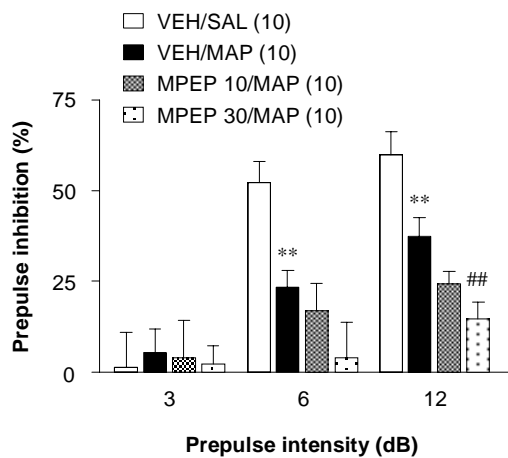 VEH/SAL (10)
VEH/MAP (10)
MPEP 10/MAP (10)
MPEP 30/MAP (10)
75
50
25
0
Prepulse inhibition (%)
**
**
##
3 6 12
Prepulse intensity (dB)